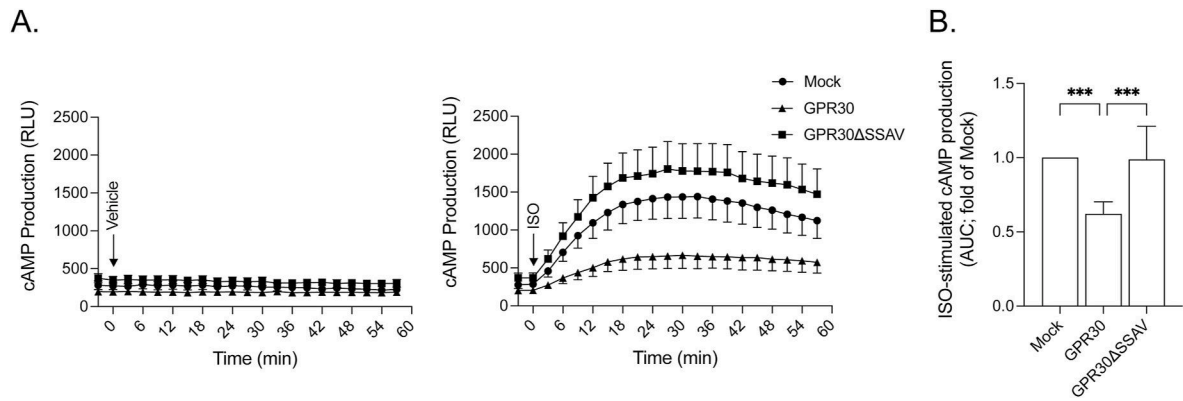 A.
B.
cAMP Production (RLU)
2500
2000
1500
1000
500
0
Vehicle
0
6
12
18
24
30
36
42
48
54
60
Time (min)
cAMP Production (RLU)
2500
2000
1500
1000
500
0
ISO
0
6
12
18
24
30
36
42
48
54
60
Time (min)
Mock
GPR30
GPR30ΔSSAV
ISO-stimulated cAMP production
(AUC; fold of Mock)
1.5
1.0
0.5
0.0
*** ***
Mock
GPR30
GPR30ΔSSAV